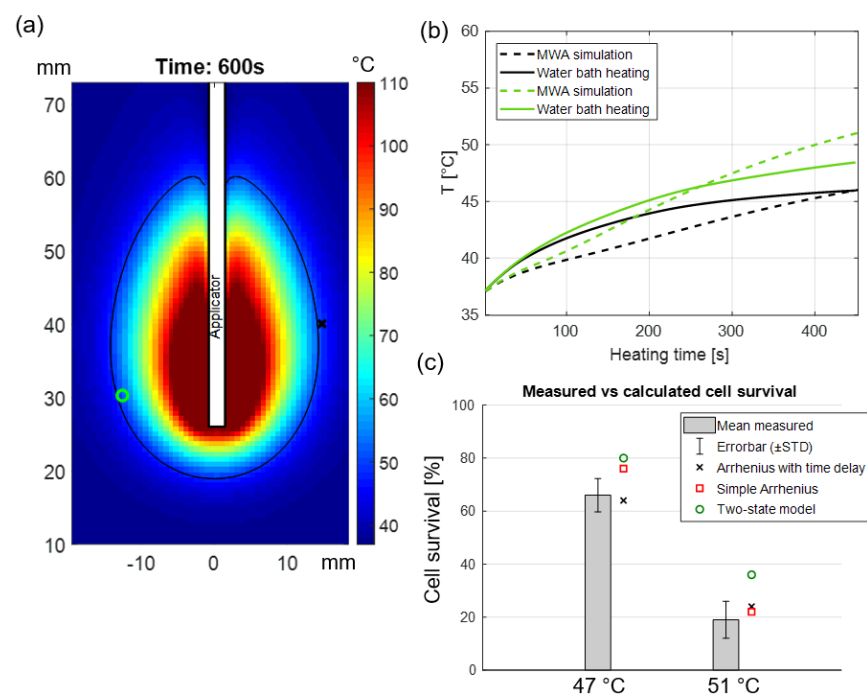 (a)
Time: 600s
mm
°C
70
60
50
40
30
20
10
-10
0
10
mm
Applicator
110
100
90
80
70
60
50
40
(b)
60
55
50
45
40
35
T [°C]
MWA simulation
Water bath heating
MWA simulation
Water bath heating
100
200
300
400
Heating time [s]
(c)
Measured vs calculated cell survival
100
80
60
40
20
0
Cell survival [%]
Mean measured
Errorbar (±STD)
Arrhenius with time delay
Simple Arrhenius
Two-state model
47 °C
51 °C